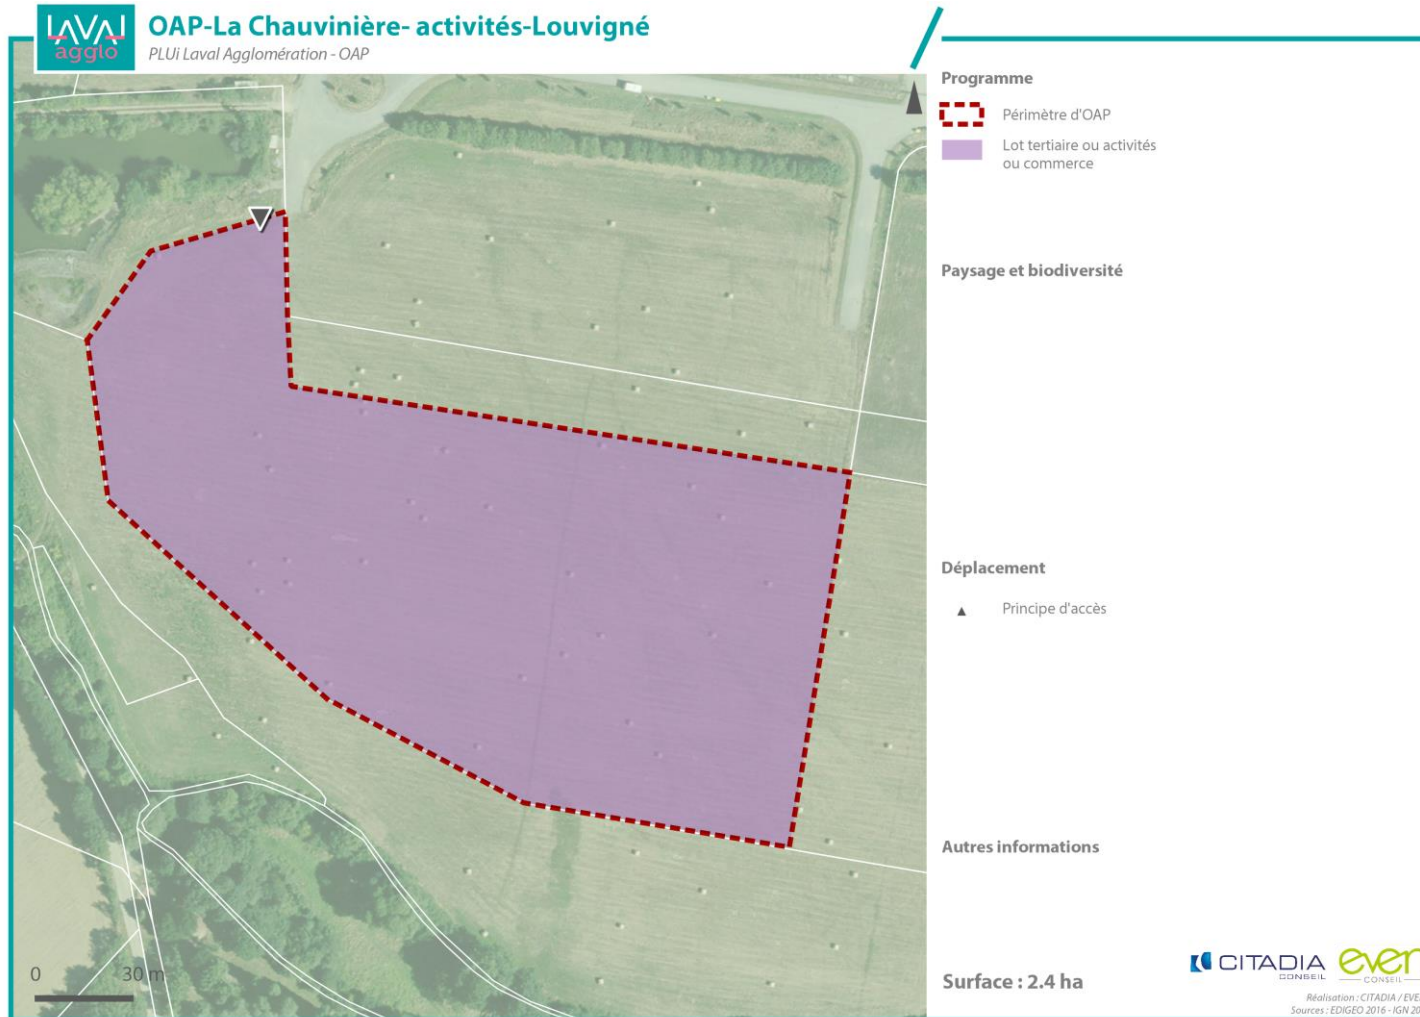 LAVAL
agglo
OAP-La Chauvinière- activités-Louvigné
PLUi Laval Agglomération - OAP
Programme
Périmètre d'OAP
Lot tertiaire ou activités
ou commerce
Paysage et biodiversité
Déplacement
Principe d'accès
Autres informations
0 30 m
Surface : 2.4 ha
CITADIA
CONSEIL
even
CONSEIL
Réalisation : CITADIA / EVE
Sources : EDIGEO 2016 - IGN 20